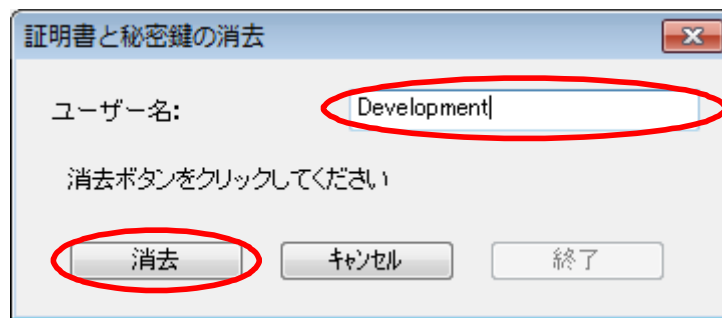 証明書と秘密鍵の消去
ユーザー名: Development
消去ボタンをクリックしてください
消去 キャンセル 終了